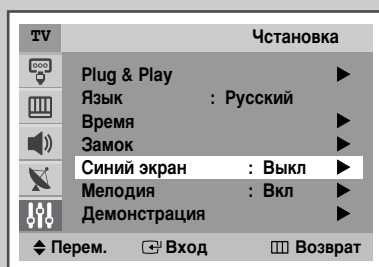 TV Чстановка
Plug & Play
Язык : Русский
Время
Замок
Синий экран : Выкл
Мелодия : Вкл
Демонстрация
Перем. Вход Возврат